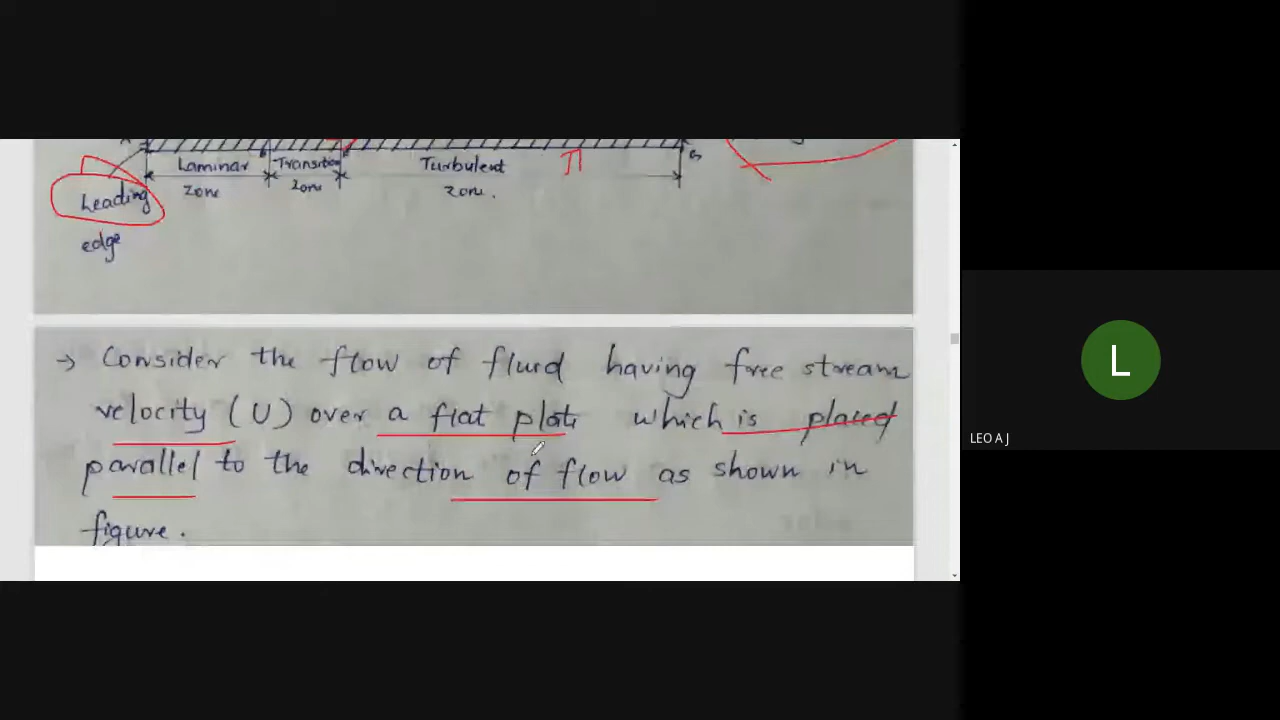 Laminar Transition Turbulent
zone zone zone.
Leading
edge
→ Consider the flow of fluid having free stream
velocity (U) over a flat plate which is placed
parallel to the direction of flow as shown in
figure.
L
LEO A J